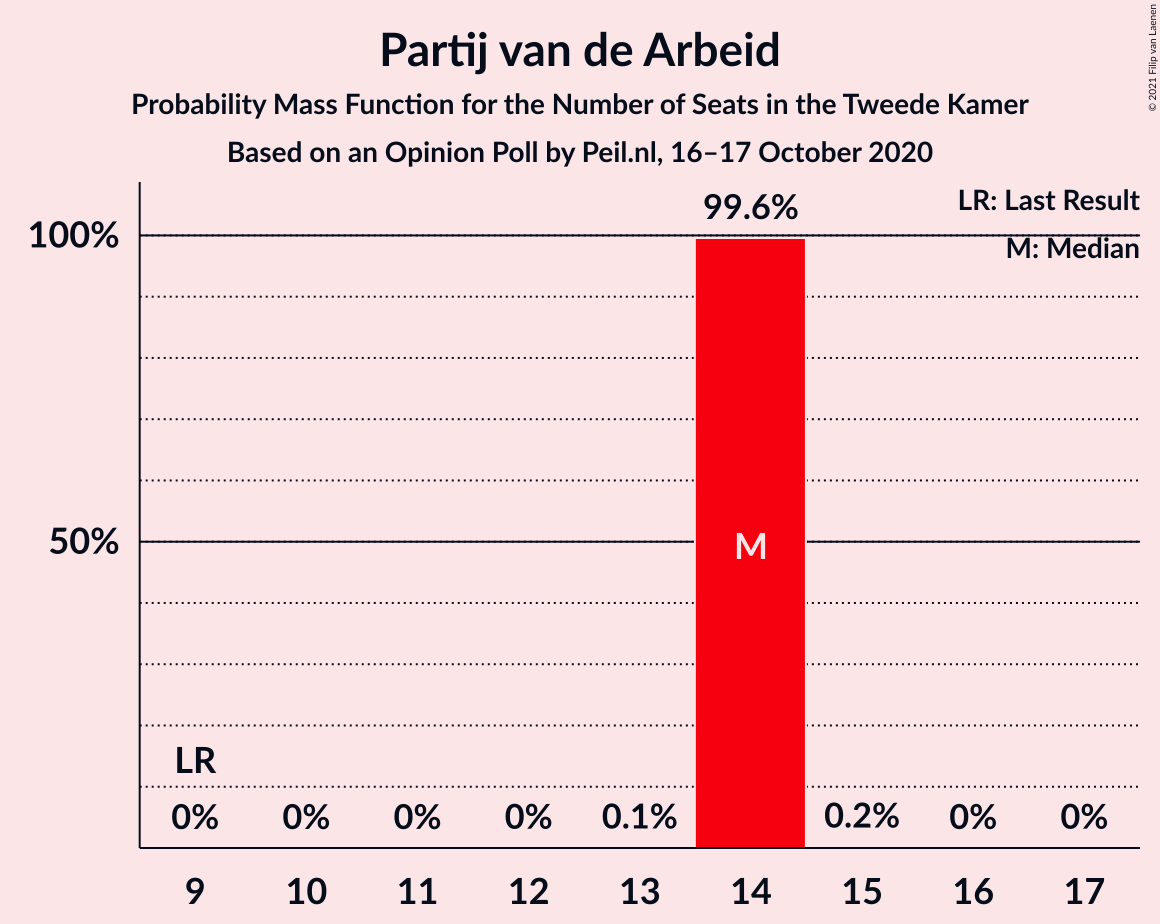 Partij van de Arbeid
Probability Mass Function for the Number of Seats in the Tweede Kamer
Based on an Opinion Poll by Peil.nl, 16–17 October 2020
© 2021 Filip van Laenen
LR: Last Result
M: Median
99.6%
100%
50%
M
LR
0% 0% 0% 0% 0.1% 0.2% 0% 0%
9 10 11 12 13 14 15 16 17